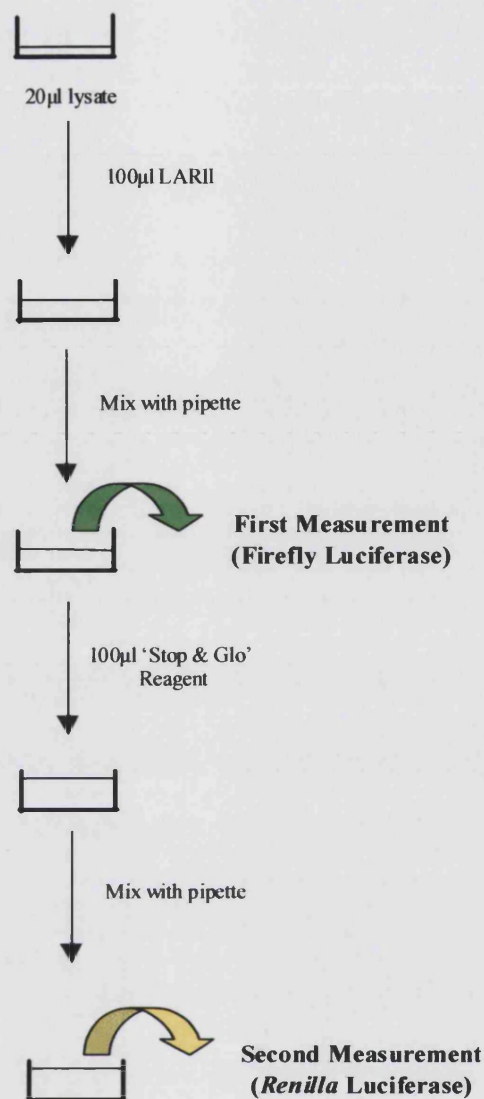 20μl lysate
100μl LARII
Mix with pipette
First Measurement
(Firefly Luciferase)
100μl ‘Stop & Glo’
Reagent
Mix with pipette
Second Measurement
(Renilla Luciferase)